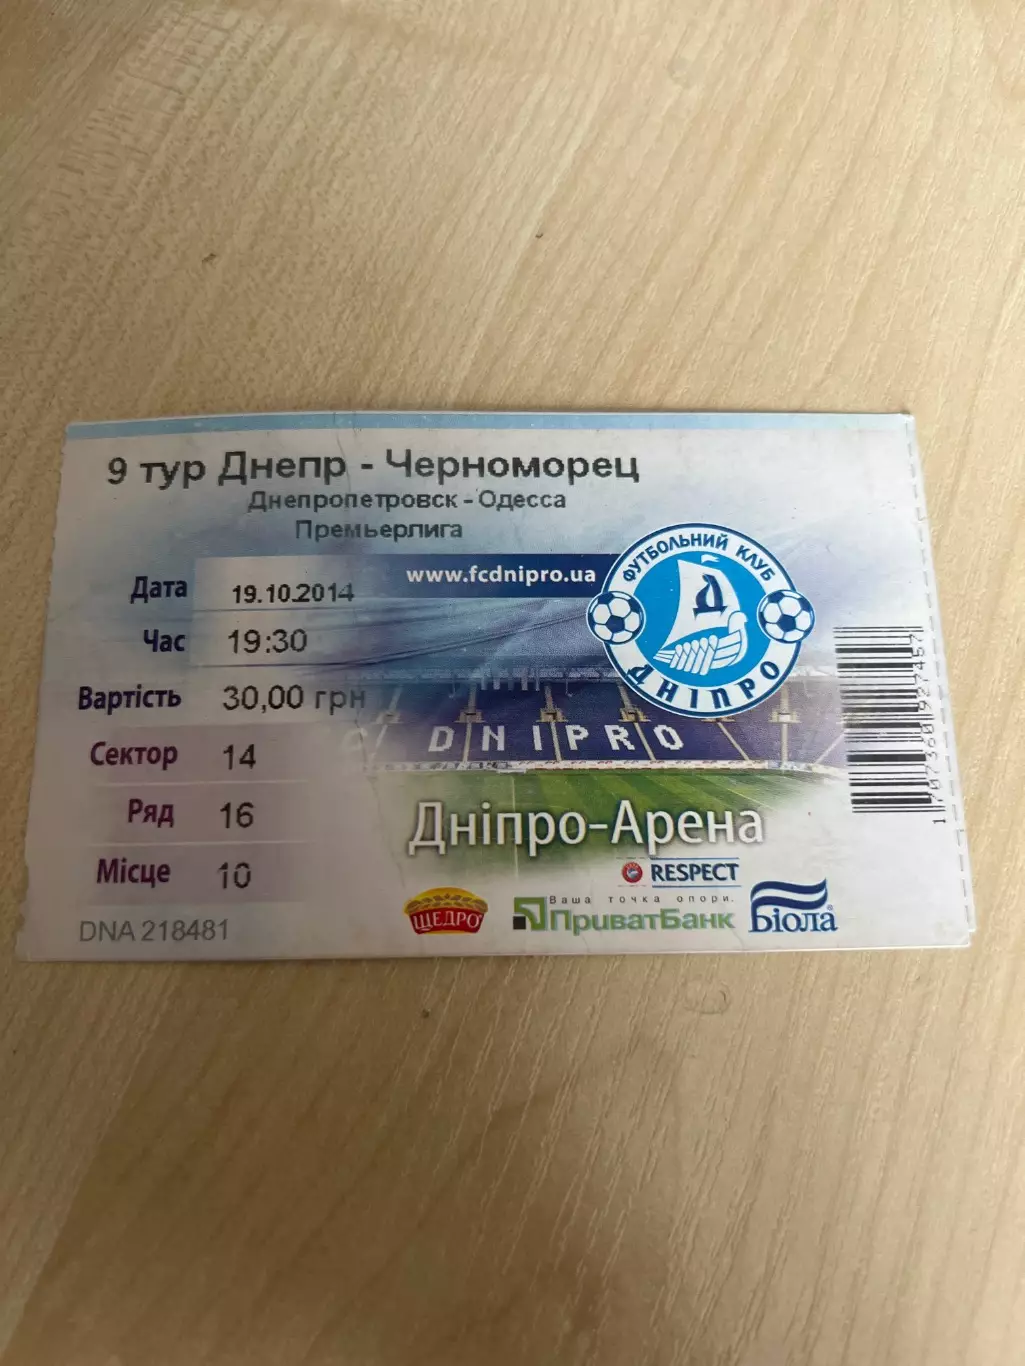 9 тур Днепр - Черноморец
Днепропетровск - Одесса
Премьерлига
Дата 19.10.2014
www.fcdnipro.ua
ФУТБОЛЬНИЙ КЛУБ
Д
ДНІПРО
Час 19:30
Вартість 30,00 грн
C DNIPRO
Сектор 14
Ряд 16
Місце 10
DNA 218481
Дніпро-Арена
RESPECT
ЩЕДРО
Ваша точка опори.
ПриватБанк
Біола
1707360927457